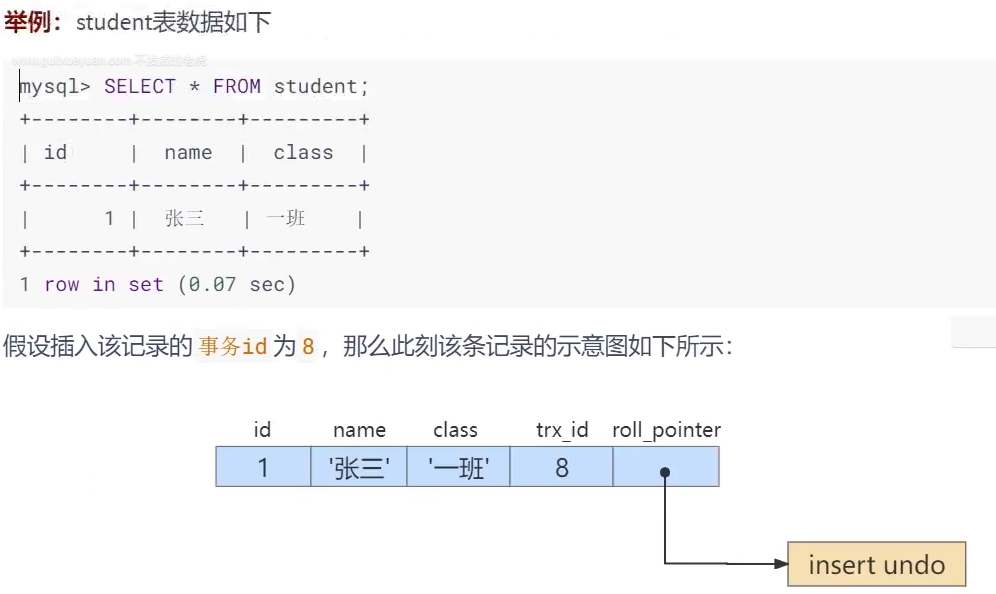 举例：student表数据如下
mysql> SELECT * FROM student;
+--------+--------+---------+
| id | name | class |
+--------+--------+---------+
| 1 | 张三 | 一班 |
+--------+--------+---------+
1 row in set (0.07 sec)
假设插入该记录的 事务id 为 8 ，那么此刻该条记录的示意图如下所示：
id name class trx_id roll_pointer
1 '张三' '一班' 8
insert undo